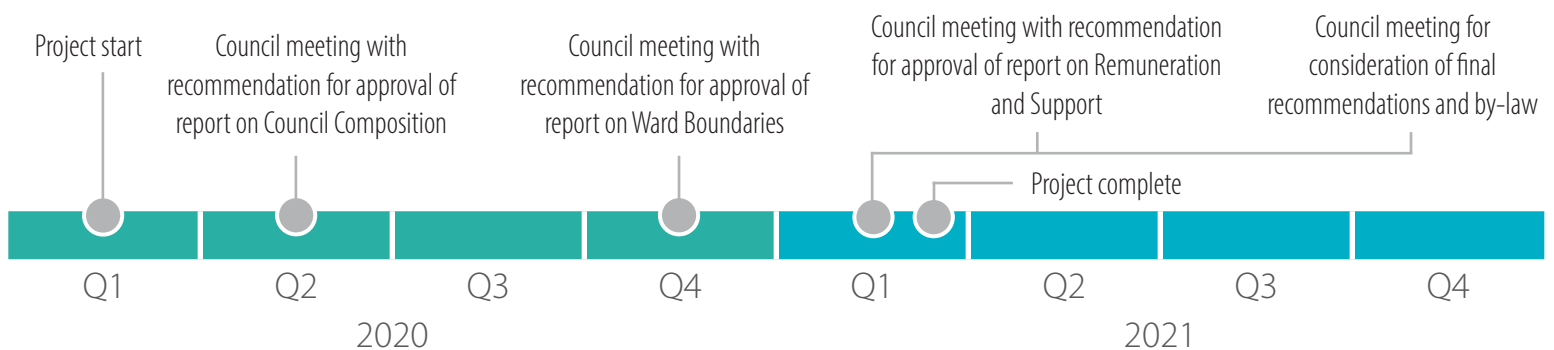 Project start
Council meeting with
recommendation for approval of
report on Council Composition
Council meeting with
recommendation for approval of
report on Ward Boundaries
Council meeting with recommendation
for approval of report on Remuneration
and Support
Council meeting for
consideration of final
recommendations and by-law
Project complete
Q1 Q2 Q3 Q4 Q1 Q2 Q3 Q4
2020 2021